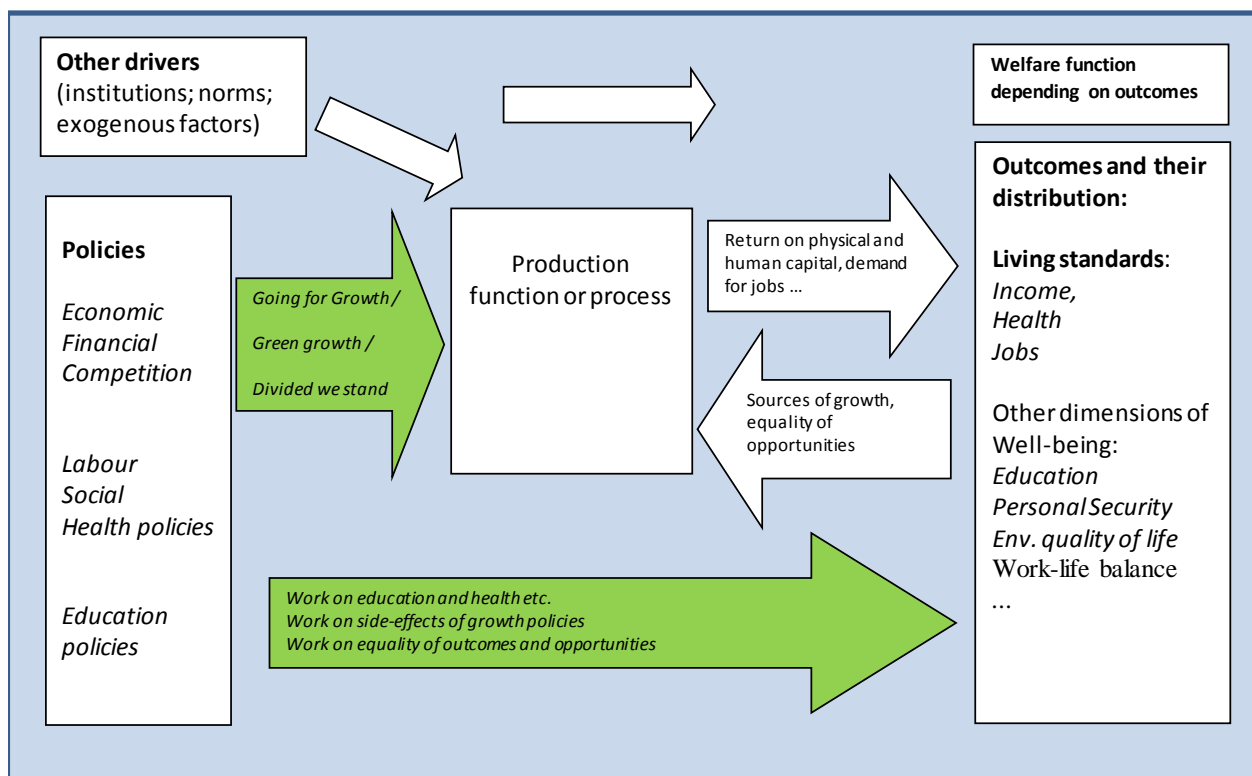 Other drivers
(institutions; norms;
exogenous factors)
Welfare function
depending on outcomes
Policies
Economic
Financial
Competition
Labour
Social
Health policies
Education
policies
Going for Growth /
Green growth /
Divided we stand
Production
function or process
Return on physical and
human capital, demand
for jobs ...
Sources of growth,
equality of
opportunities
Work on education and health etc.
Work on side-effects of growth policies
Work on equality of outcomes and opportunities
Outcomes and their
distribution:
Living standards:
Income,
Health
Jobs
Other dimensions of
Well-being:
Education
Personal Security
Env. quality of life
Work-life balance
...